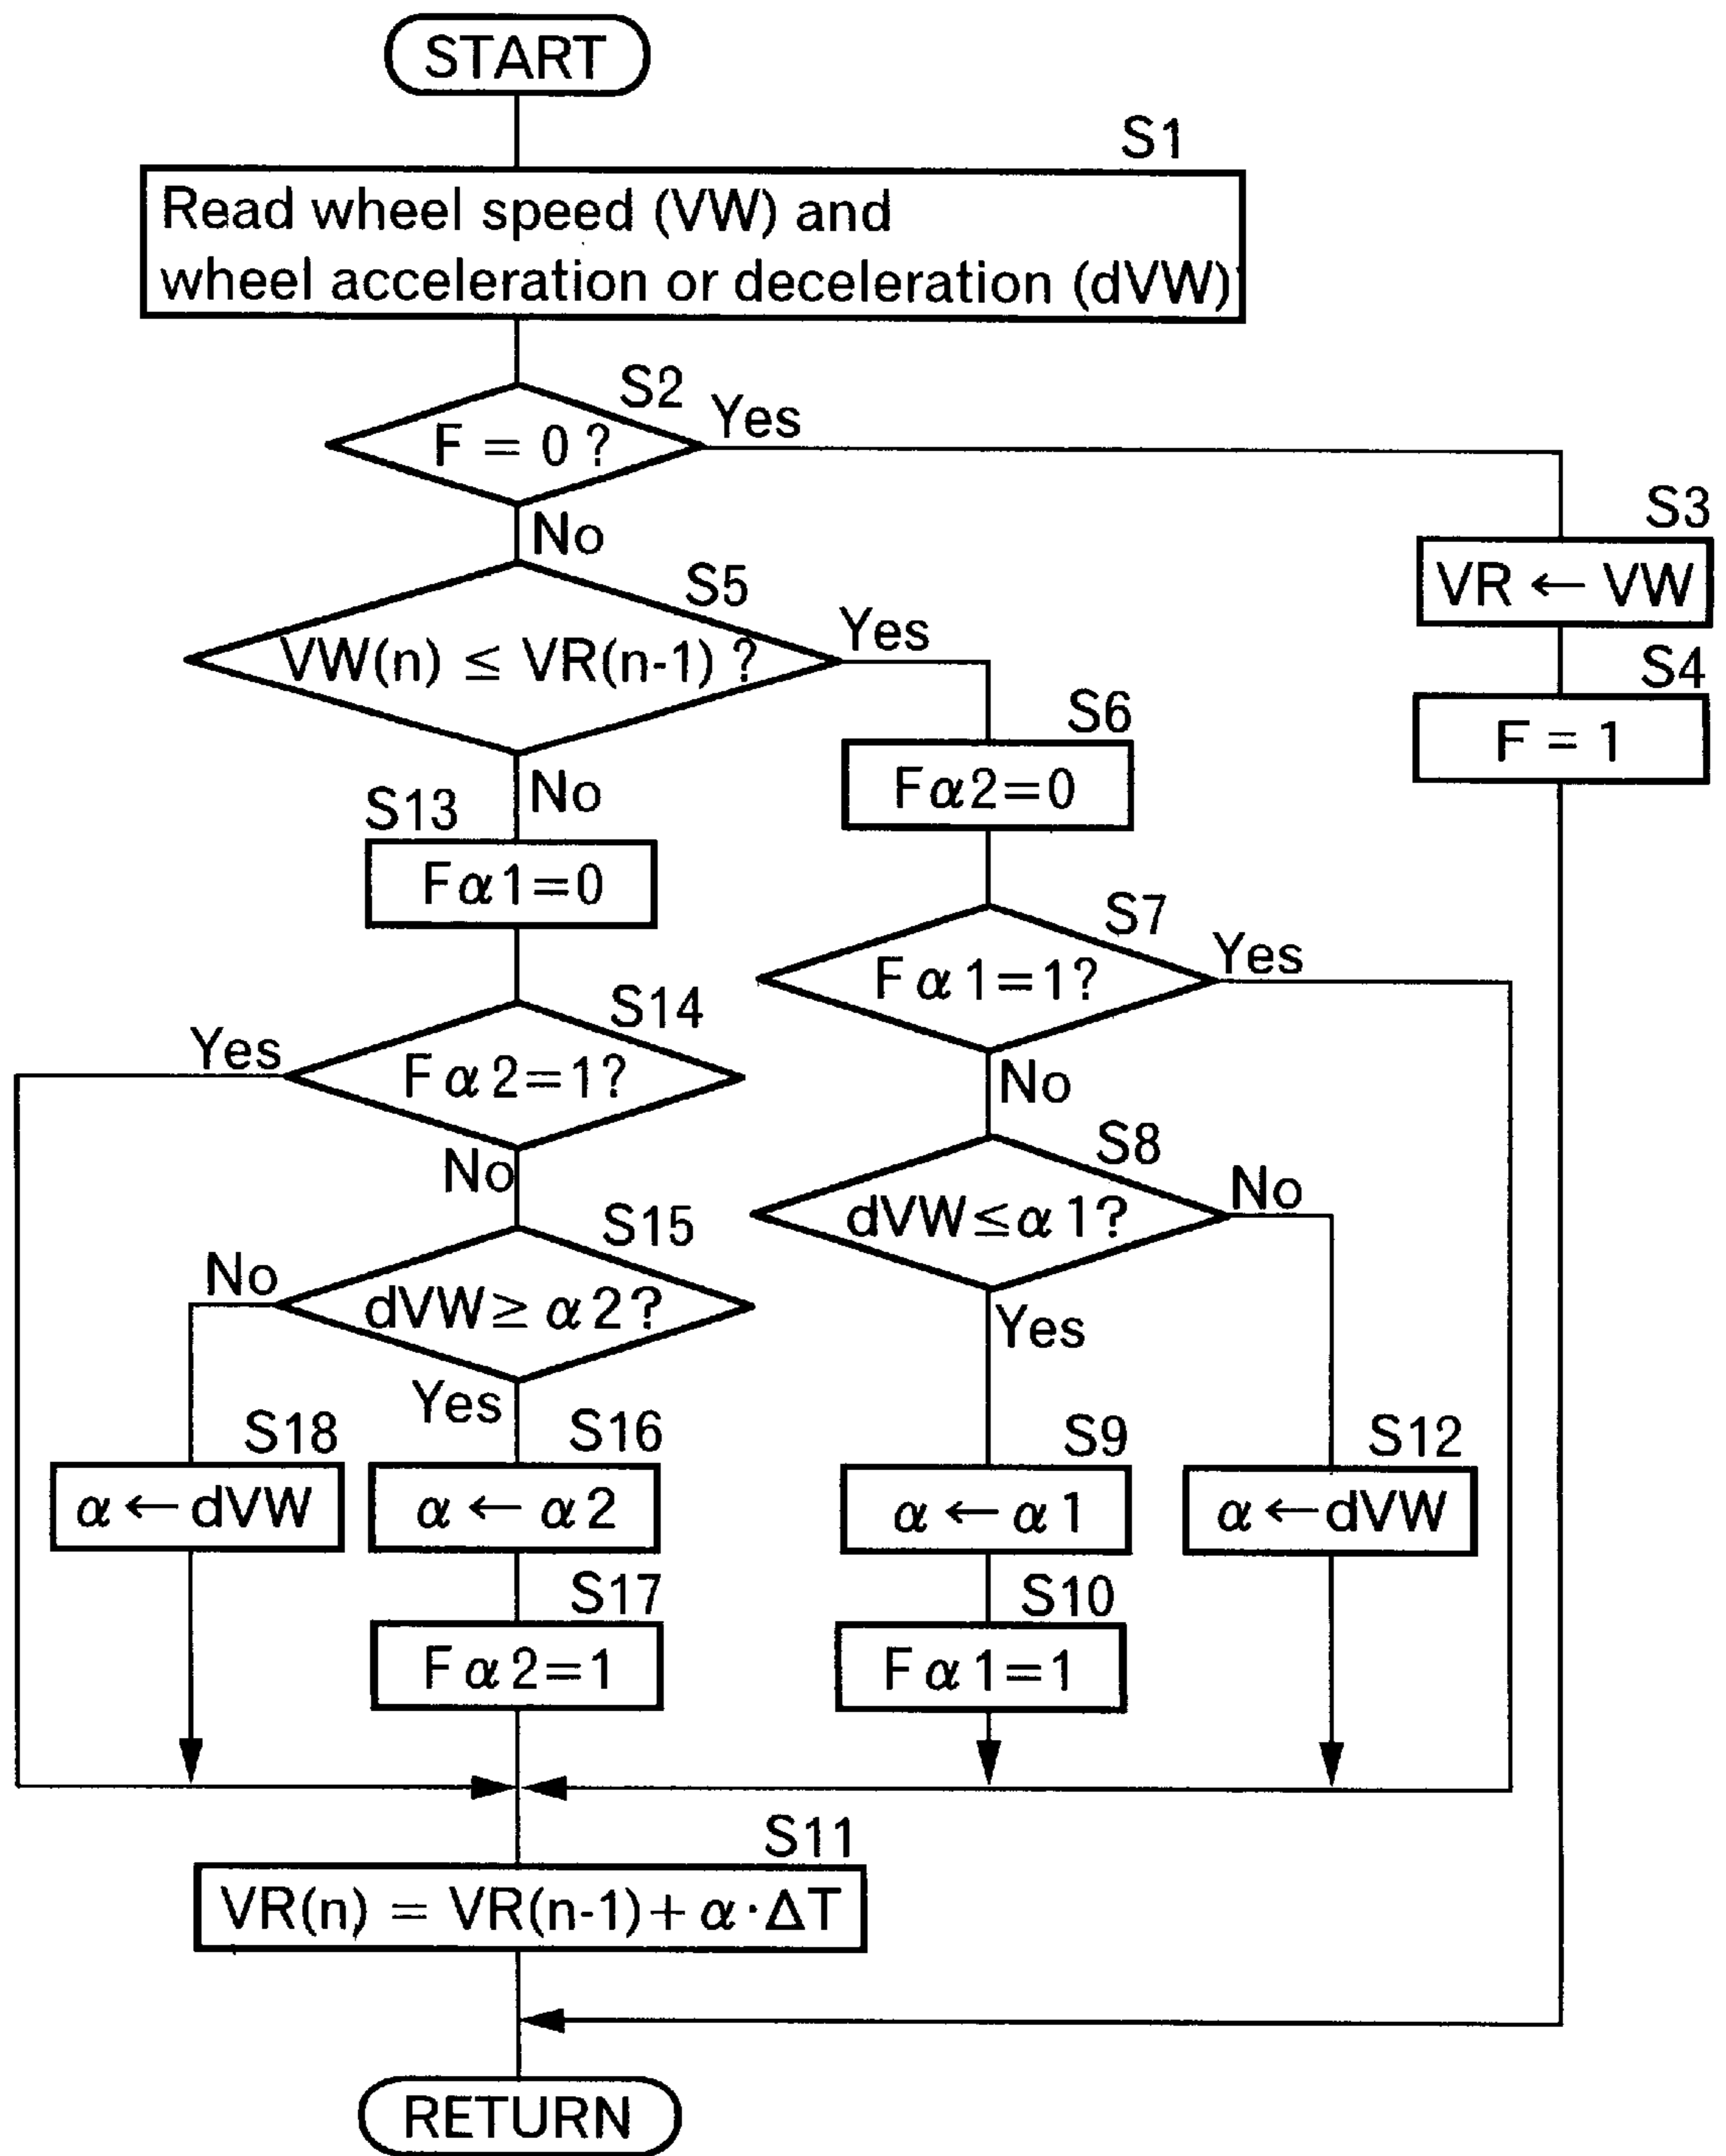 START
S1
Read wheel speed (VW) and
wheel acceleration or deceleration (dVW)
S2
F = 0 ?
Yes
No
S3
VR ← VW
S4
F = 1
S5
VW(n) ≤ VR(n-1) ?
Yes
No
S6
Fα2=0
S13
Fα1=0
S7
Fα1=1?
Yes
No
S14
Fα2=1?
Yes
No
S8
dVW≤α1?
No
Yes
S15
dVW≥α2?
No
Yes
S18
α←dVW
S16
α←α2
S9
α←α1
S12
α←dVW
S17
Fα2=1
S10
Fα1=1
S11
VR(n) = VR(n-1)+α·ΔT
RETURN